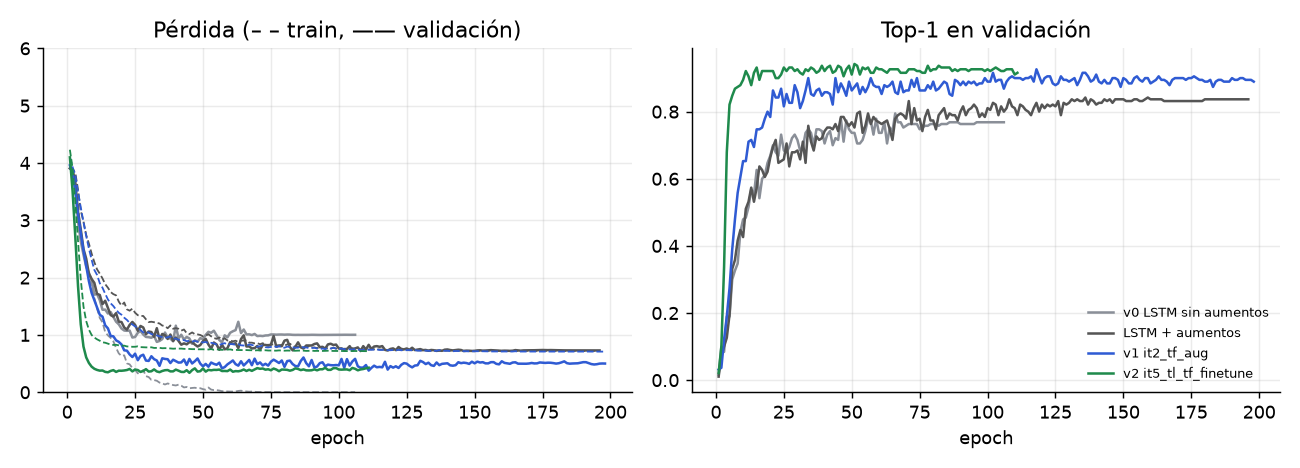 Pérdida (– – train, —— validación)
6
5
4
3
2
1
0
0 25 50 75 100 125 150 175 200
epoch
Top-1 en validación
0.8
0.6
0.4
0.2
0.0
v0 LSTM sin aumentos
LSTM + aumentos
v1 it2_tf_aug
v2 it5_tl_tf_finetune
0 25 50 75 100 125 150 175 200
epoch